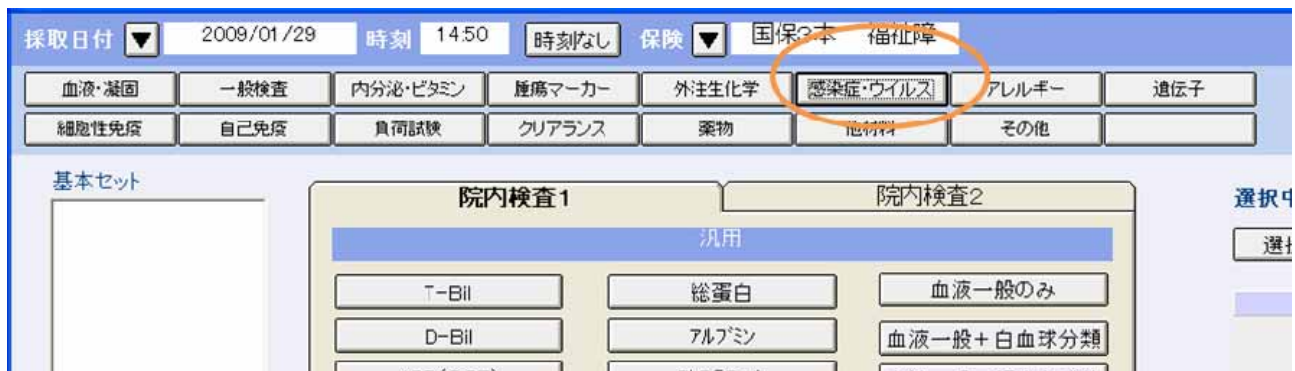 採取日付 ▼ 2009/01/29 時刻 14:50 時刻なし 保険 ▼ 国保3本 福祉障
血液・凝固 一般検査 内分泌・ビタミン 腫瘍マーカー 外注生化学 感染症・ウイルス アレルギー 遺伝子
細胞性免疫 自己免疫 負荷試験 クリアランス 薬物 他材料 その他
基本セット
院内検査1 院内検査2
選択中
汎用
T-Bil 総蛋白 血液一般のみ
D-Bil アルブミン 血液一般+白血球分類